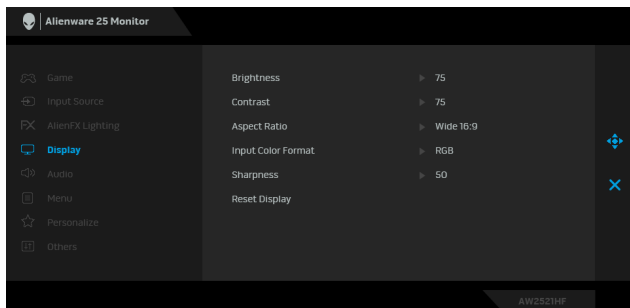 Alienware 25 Monitor
Game
Input Source
FX AlienFX Lighting
Display
Audio
Menu
Personalize
Others
Brightness 75
Contrast 75
Aspect Ratio Wide 16:9
Input Color Format RGB
Sharpness 50
Reset Display
AW2521HF